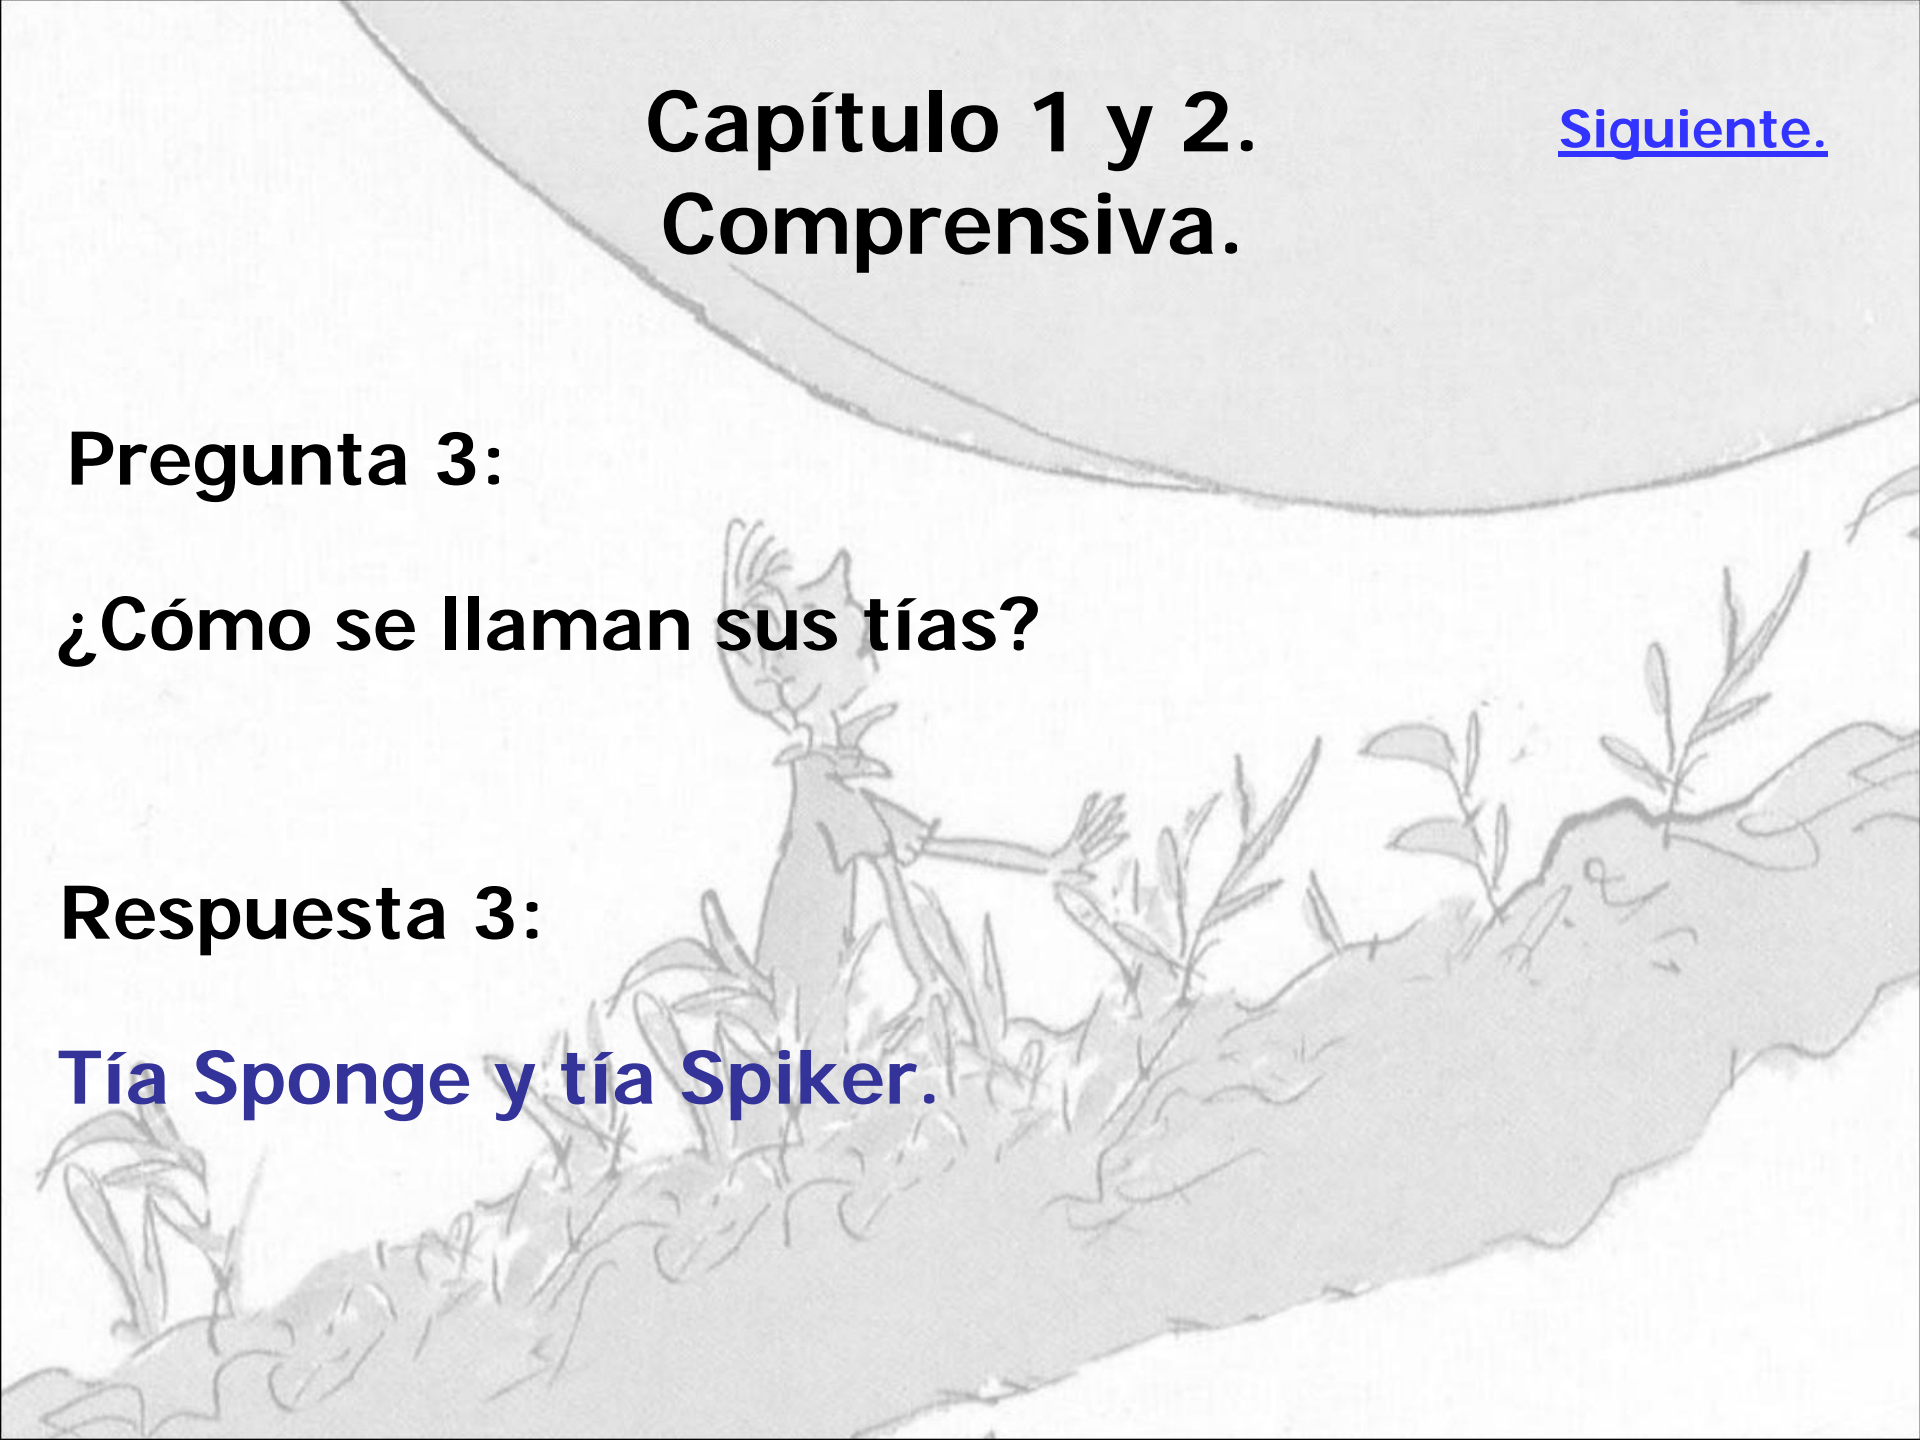 Capítulo 1 y 2.
Comprensiva.
Siguiente.
Pregunta 3:
¿Cómo se llaman sus tías?
Respuesta 3:
Tía Sponge y tía Spiker.